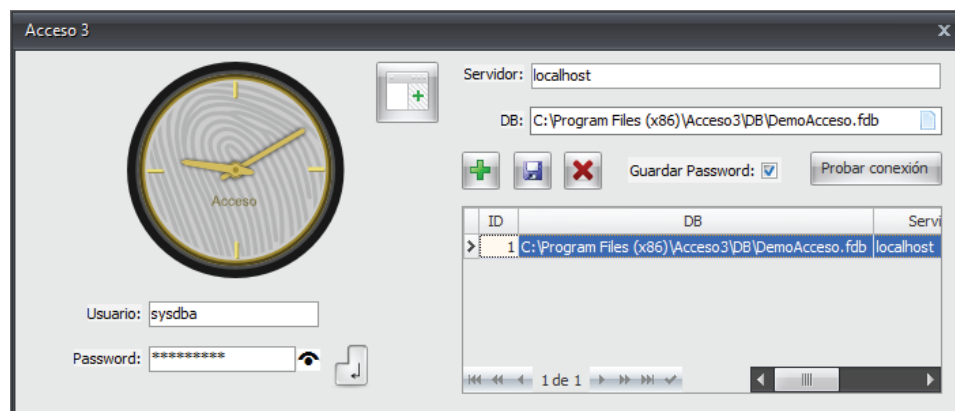 Acceso 3
x
Acceso
Usuario: sysdba
Password: *********
Servidor: localhost
DB: C:\Program Files (x86)\Acceso3\DB\DemoAcceso.fdb
Guardar Password:
Probar conexión
ID DB Servi
1 C:\Program Files (x86)\Acceso3\DB\DemoAcceso.fdb localhost
1 de 1